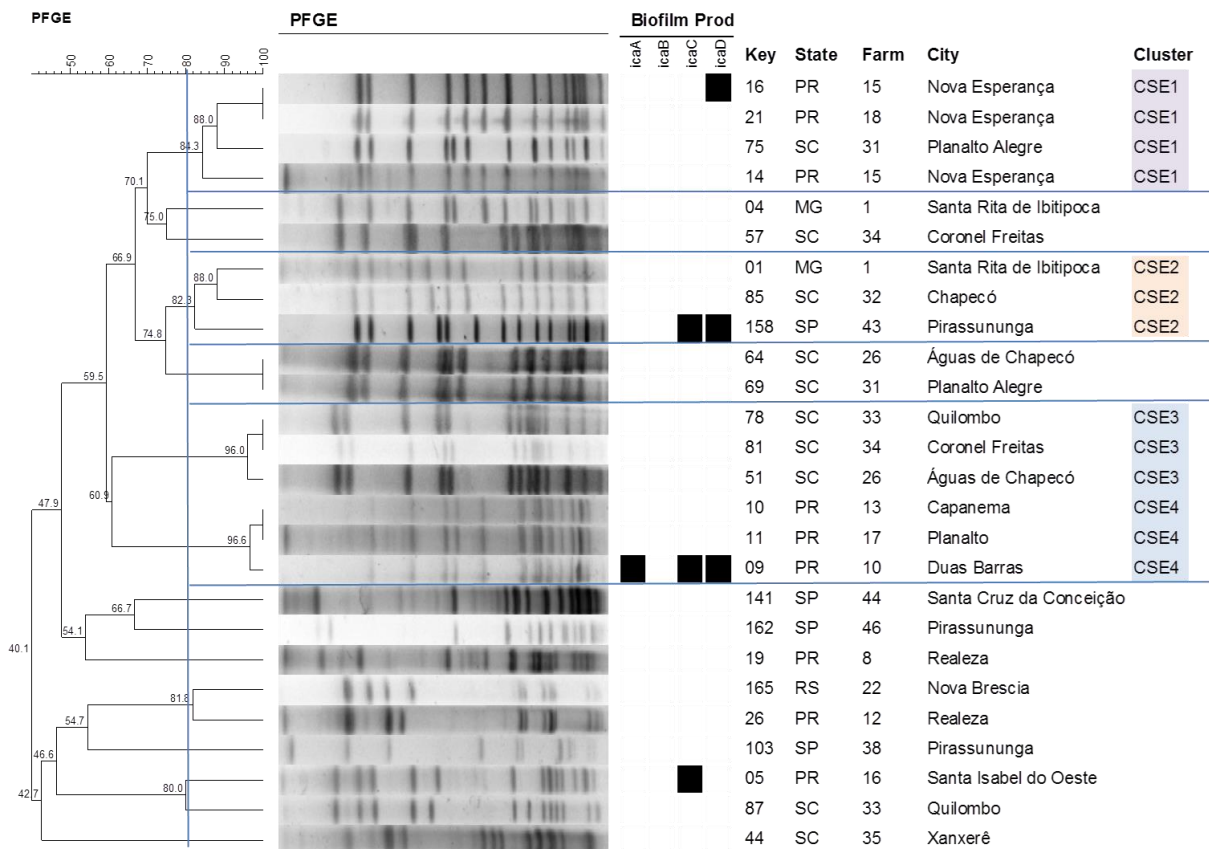 PFGE PFGE Biofilm Prod
50 60 70 80 90 100 icaA icaB icaC icaD Key State Farm City Cluster
16 PR 15 Nova Esperança CSE1
88.0 21 PR 18 Nova Esperança CSE1
84.3 75 SC 31 Planalto Alegre CSE1
70.1 14 PR 15 Nova Esperança CSE1
75.0 04 MG 1 Santa Rita de Ibitipoca
57 SC 34 Coronel Freitas
66.9 01 MG 1 Santa Rita de Ibitipoca CSE2
88.0 85 SC 32 Chapecó CSE2
82.3 158 SP 43 Pirassununga CSE2
74.8 64 SC 26 Águas de Chapecó
59.5 69 SC 31 Planalto Alegre
78 SC 33 Quilombo CSE3
96.0 81 SC 34 Coronel Freitas CSE3
51 SC 26 Águas de Chapecó CSE3
47.9 60.9 10 PR 13 Capanema CSE4
11 PR 17 Planalto CSE4
96.6 09 PR 10 Duas Barras CSE4
66.7 141 SP 44 Santa Cruz da Conceição
54.1 162 SP 46 Pirassununga
40.1 19 PR 8 Realeza
81.8 165 RS 22 Nova Brescia
54.7 26 PR 12 Realeza
46.6 103 SP 38 Pirassununga
80.0 05 PR 16 Santa Isabel do Oeste
42.7 87 SC 33 Quilombo
44 SC 35 Xanxerê